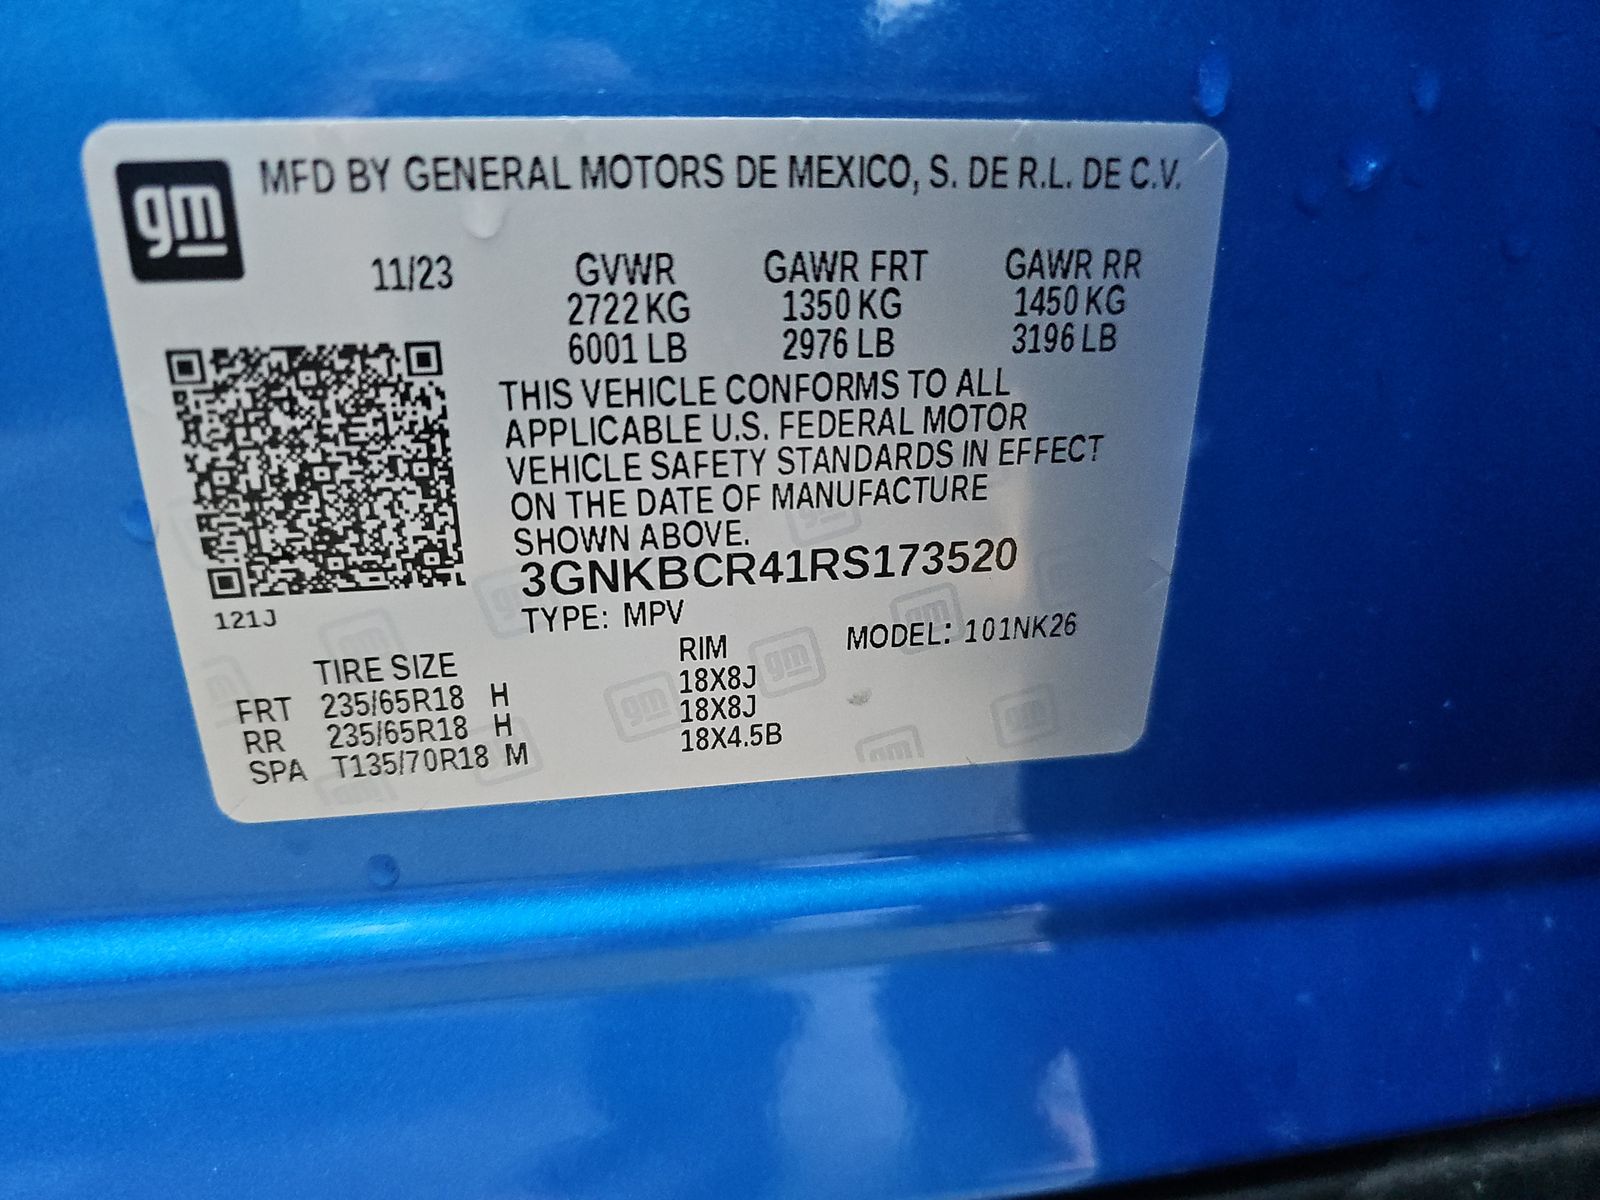 gm
MFD BY GENERAL MOTORS DE MEXICO, S. DE R.L. DE C.V.
11/23 GVWR GAWR FRT GAWR RR
2722 KG 1350 KG 1450 KG
6001 LB 2976 LB 3196 LB
THIS VEHICLE CONFORMS TO ALL
APPLICABLE U.S. FEDERAL MOTOR
VEHICLE SAFETY STANDARDS IN EFFECT
ON THE DATE OF MANUFACTURE
SHOWN ABOVE.
3GNKBCR41RS173520
121J
TYPE: MPV MODEL: 101NK26
TIRE SIZE RIM
FRT 235/65R18 H 18X8J
RR 235/65R18 H 18X8J
SPA T135/70R18 M 18X4.5B